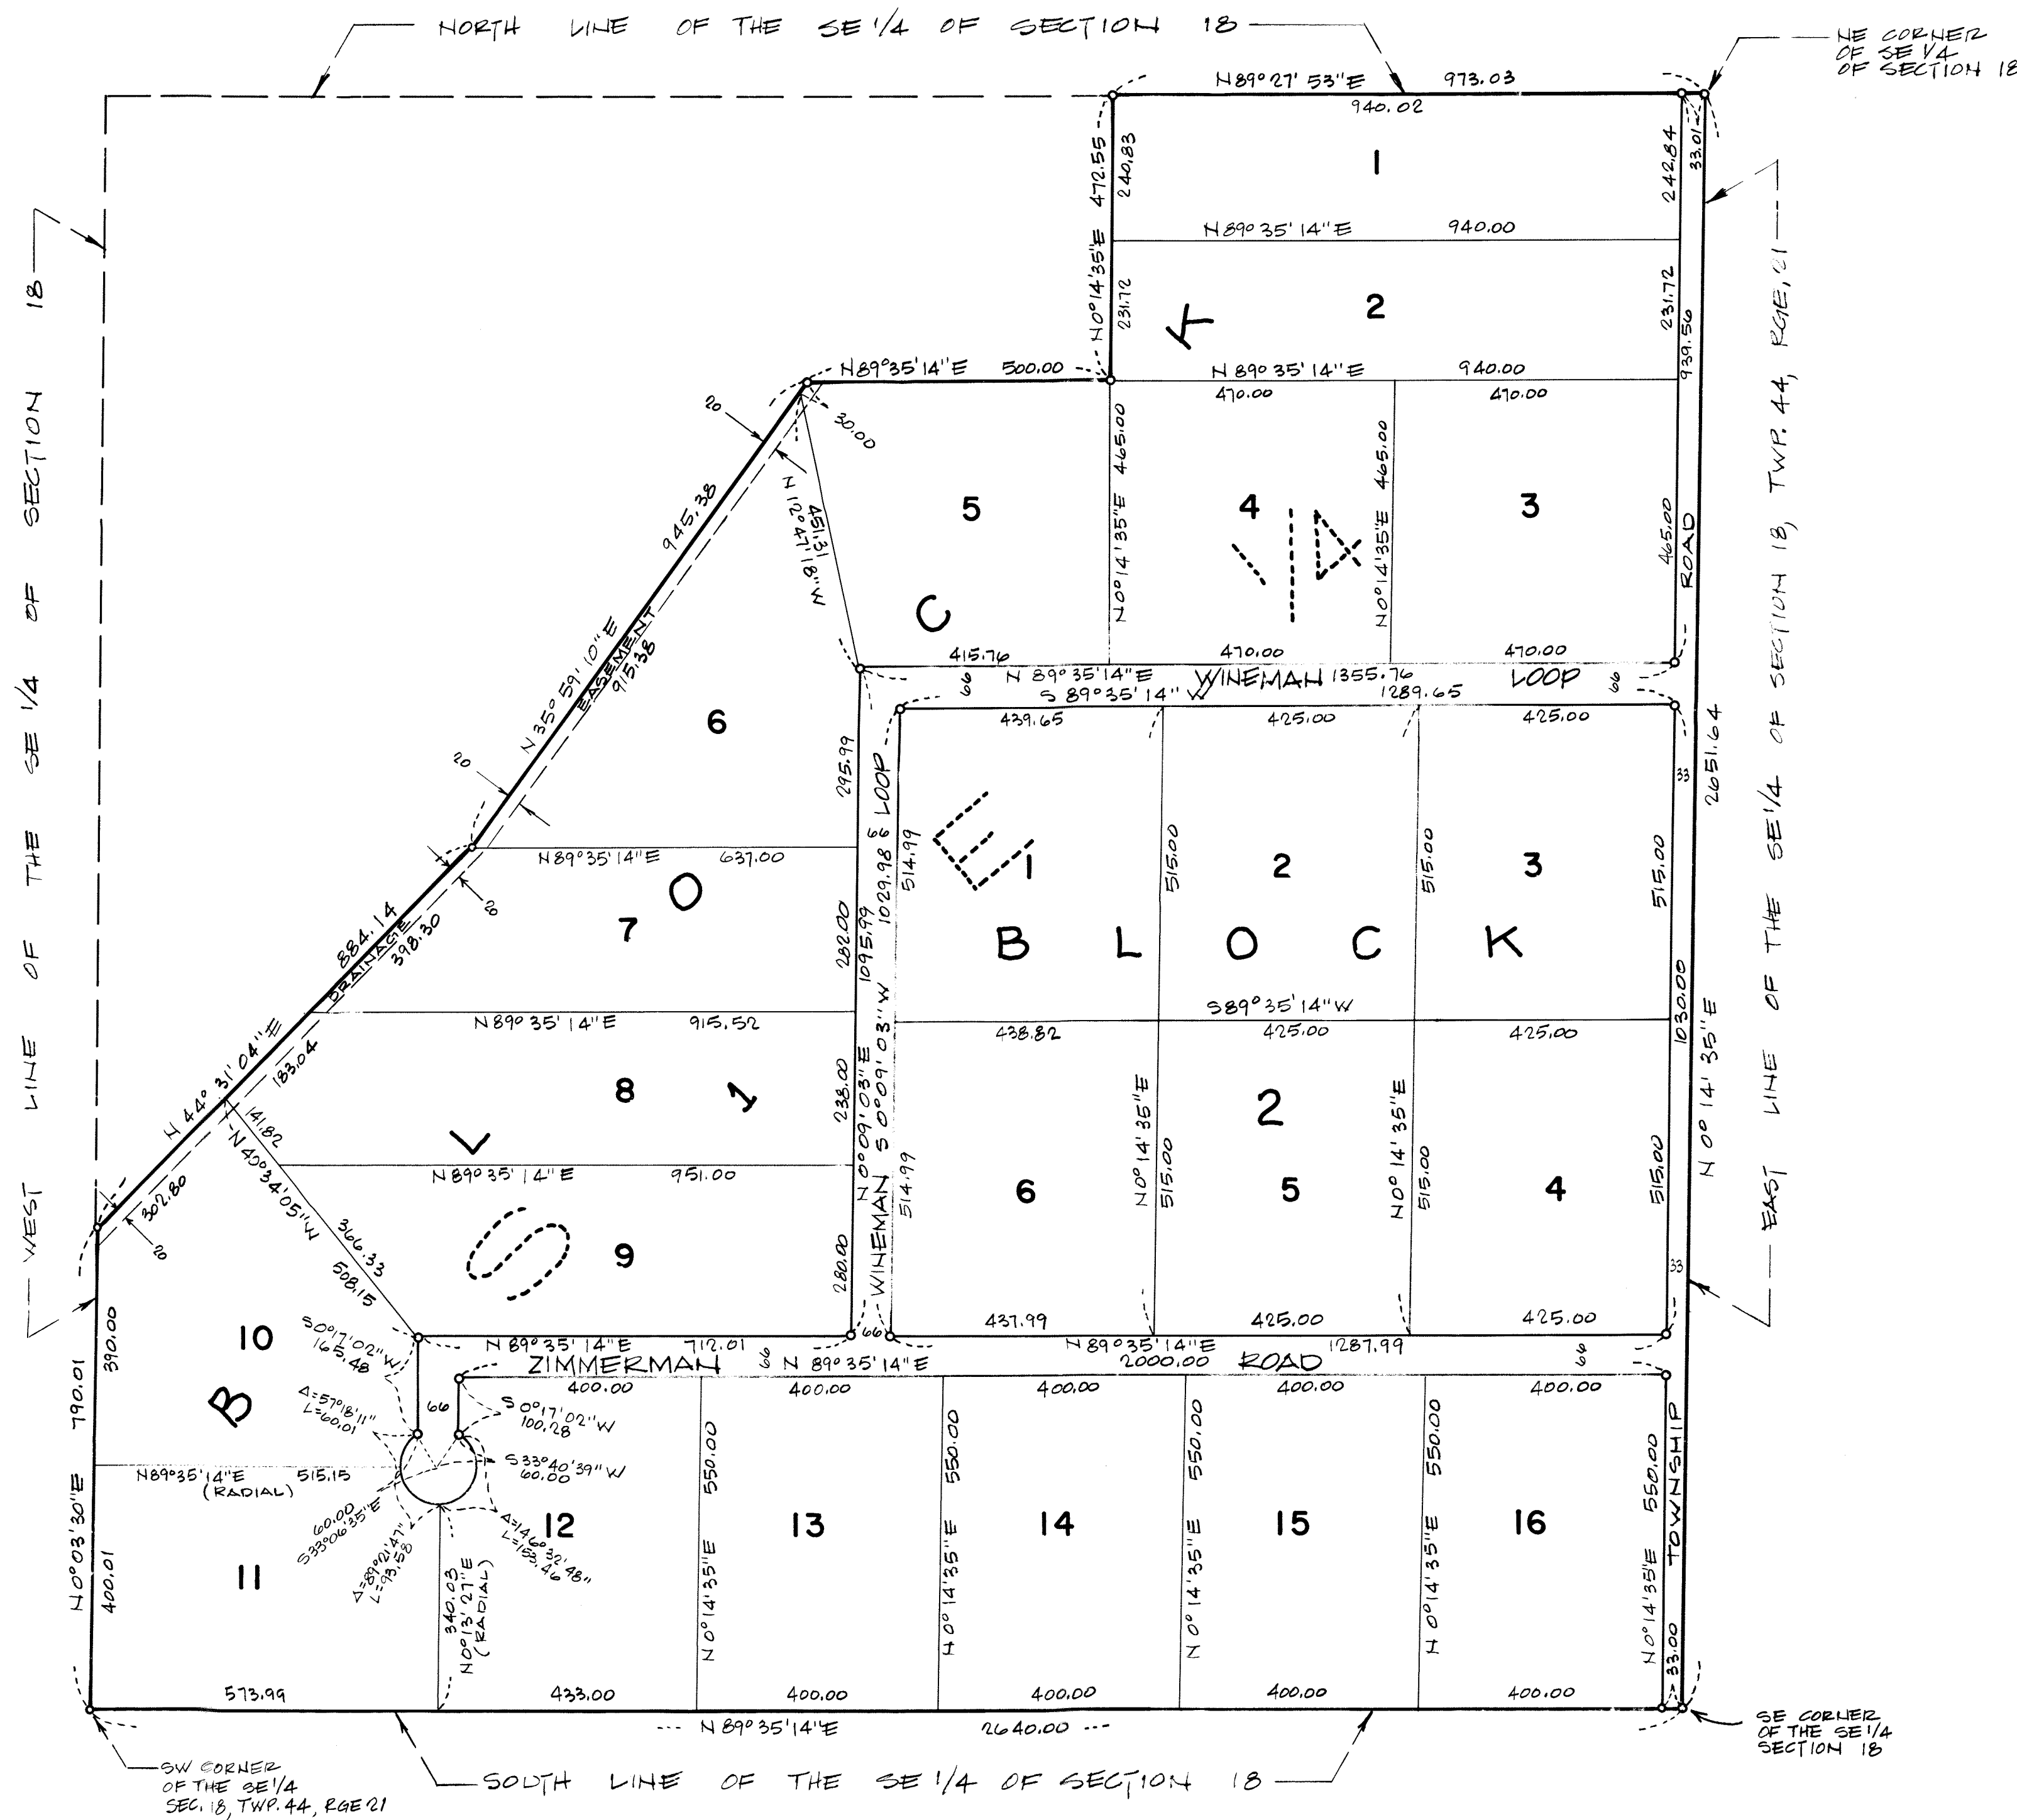 NORTH LINE OF THE SE 1/4 OF SECTION 18
NE CORNER
OF SE 1/4
OF SECTION 18
N89°27'53"E 973.03
940.02
33.01
N0°14'35"E 472.55
240.83
1
242.84
N89°35'14"E 940.00
231.72
2
231.72
939.56
K
N89°35'14"E 500.00
N 89°35'14"E 940.00
470.00
470.00
20
30.00
N0°14'35"E 465.00
N0°14'35"E 465.00
465.00
ROAD
5
4
3
1/4
451.31
N 12°47'18"W
C
415.76
470.00
470.00
66
N 89°35'14"E WINEMAN 1355.76 LOOP
66
S 89°35'14"W 1289.65
439.65
425.00
425.00
945.38
N 35°59'10"E
EASEMENT
915.38
6
20
295.99
66 LOOP
33
2651.64
514.99
515.00
515.00
515.00
E
1
2
3
N89°35'14"E 637.00
O
7
20
884.14
398.30
DRAINAGE
282.00
1095.99
1029.98
B L O C K
1030.00
N 0°14'35"E
S89°35'14"W
N89°35'14"E 915.52
438.82
425.00
425.00
N 44°31'04"E
183.04
8
1
238.00
N 0°09'03"E
S 0°09'03"W
2
L
141.82
N 40°34'05"W
N89°35'14"E 951.00
514.99
N0°14'35"E
515.00
N0°14'35"E
515.00
515.00
6
5
4
302.80
20
366.33
508.15
S
9
280.00
WINEMAN
33
437.99
425.00
425.00
66
N 89°35'14"E 712.01
N89°35'14"E 1287.99
ZIMMERMAN 66 N 89°35'14"E 2000.00 ROAD 66
400.00
400.00
400.00
400.00
400.00
390.00
10
S0°17'02"W
165.48
B
Δ=57°18'11"
L=60.01
66
S 0°17'02"W
100.28
S33°40'39"W
60.00
N89°35'14"E 515.15
(RADIAL)
60.00
S33°06'35"E
Δ=89°21'47"
L=93.58
Δ=146°32'48"
L=153.46
N 0°03'30"E 790.01
400.01
11
12
13
14
15
16
340.03
N0°13'27"E
(RADIAL)
N0°14'35"E 550.00
N0°14'35"E 550.00
N0°14'35"E 550.00
N0°14'35"E 550.00
N0°14'35"E 550.00
TOWNSHIP
33.00
573.99
433.00
400.00
400.00
400.00
400.00
N 89°35'14"E 2640.00
SW CORNER
OF THE SE 1/4
SEC. 18, TWP. 44, RGE 21
SOUTH LINE OF THE SE 1/4 OF SECTION 18
SE CORNER
OF THE SE 1/4
SECTION 18
WEST LINE OF THE SE 1/4 OF SECTION 18
EAST LINE OF THE SE 1/4 OF SECTION 18, TWP. 44, RGE, 21